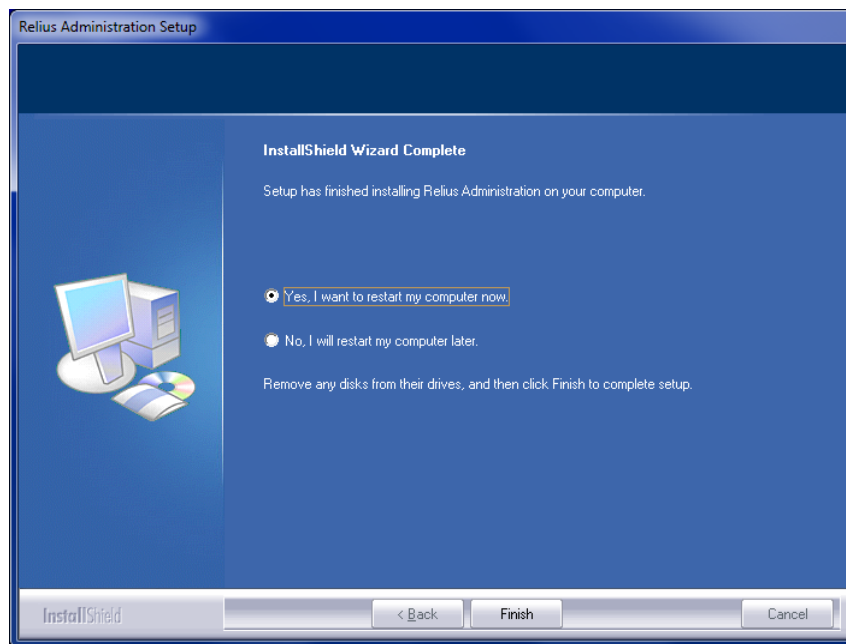 Relius Administration Setup
InstallShield Wizard Complete
Setup has finished installing Relius Administration on your computer.
Yes, I want to restart my computer now.
No, I will restart my computer later.
Remove any disks from their drives, and then click Finish to complete setup.
InstallShield
< Back Finish Cancel